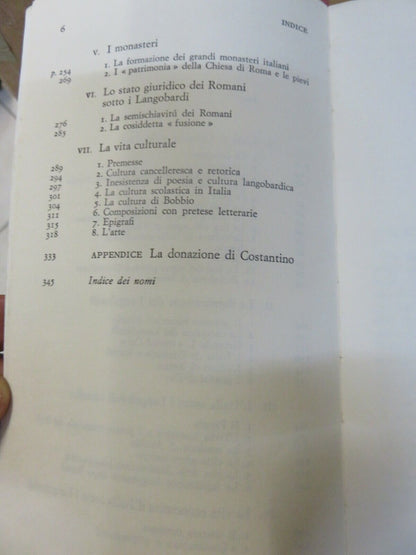 6 INDICE
V. I monasteri
p. 254 1. La formazione dei grandi monasteri italiani
269 2. I « patrimonia » della Chiesa di Roma e le pievi
VI. Lo stato giuridico dei Romani
sotto i Langobardi
276 1. La semischiavitú dei Romani
285 2. La cosiddetta « fusione »
VII. La vita culturale
289 1. Premesse
294 2. Cultura cancelleresca e retorica
297 3. Inesistenza di poesia e cultura langobardica
301 4. La cultura scolastica in Italia
304 5. La cultura di Bobbio
311 6. Composizioni con pretese letterarie
315 7. Epigrafi
318 8. L'arte
333 APPENDICE La donazione di Costantino
345 Indice dei nomi